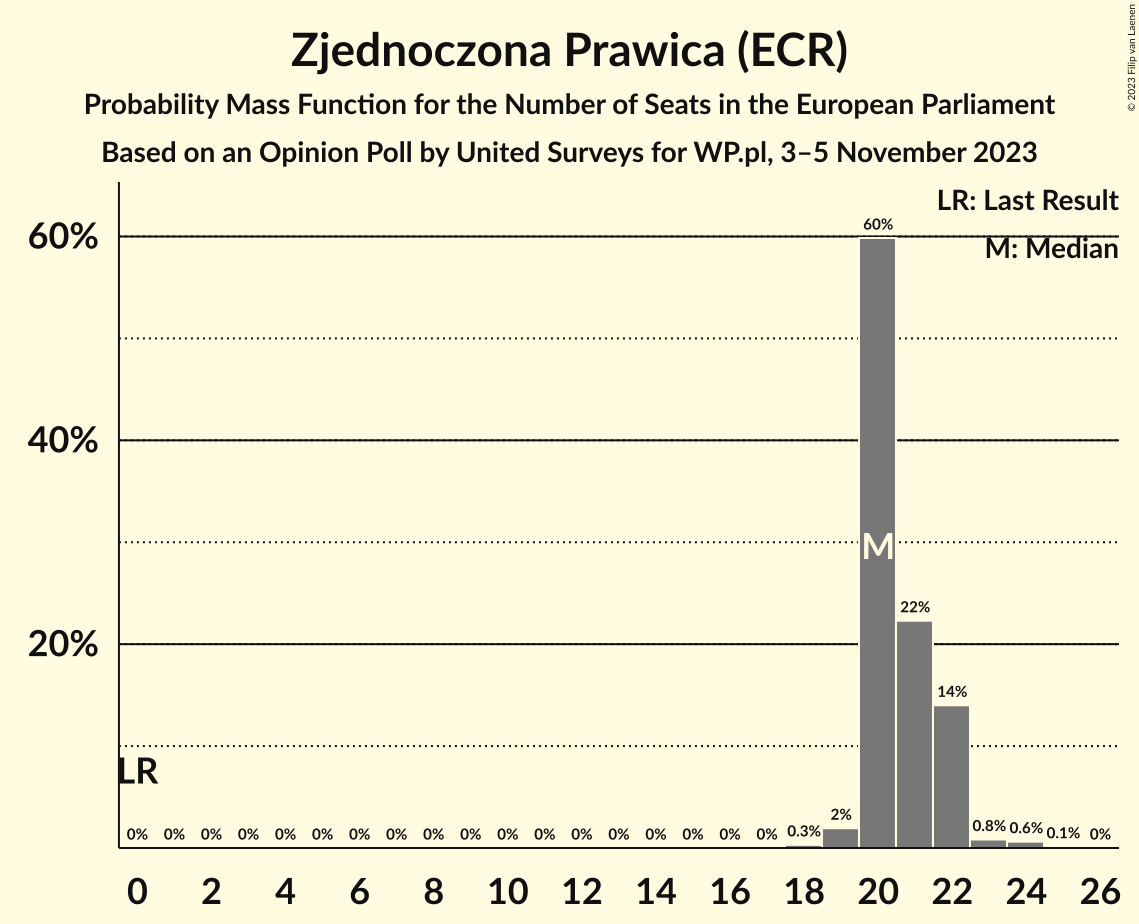 Zjednoczona Prawica (ECR)
Probability Mass Function for the Number of Seats in the European Parliament
Based on an Opinion Poll by United Surveys for WP.pl, 3–5 November 2023
© 2023 Filip van Laenen
LR: Last Result
M: Median
60%
40%
20%
60%
M
22%
14%
LR
0% 0% 0% 0% 0% 0% 0% 0% 0% 0% 0% 0% 0% 0% 0% 0% 0% 0% 0.3% 2% 0.8% 0.6% 0.1% 0%
0 2 4 6 8 10 12 14 16 18 20 22 24 26